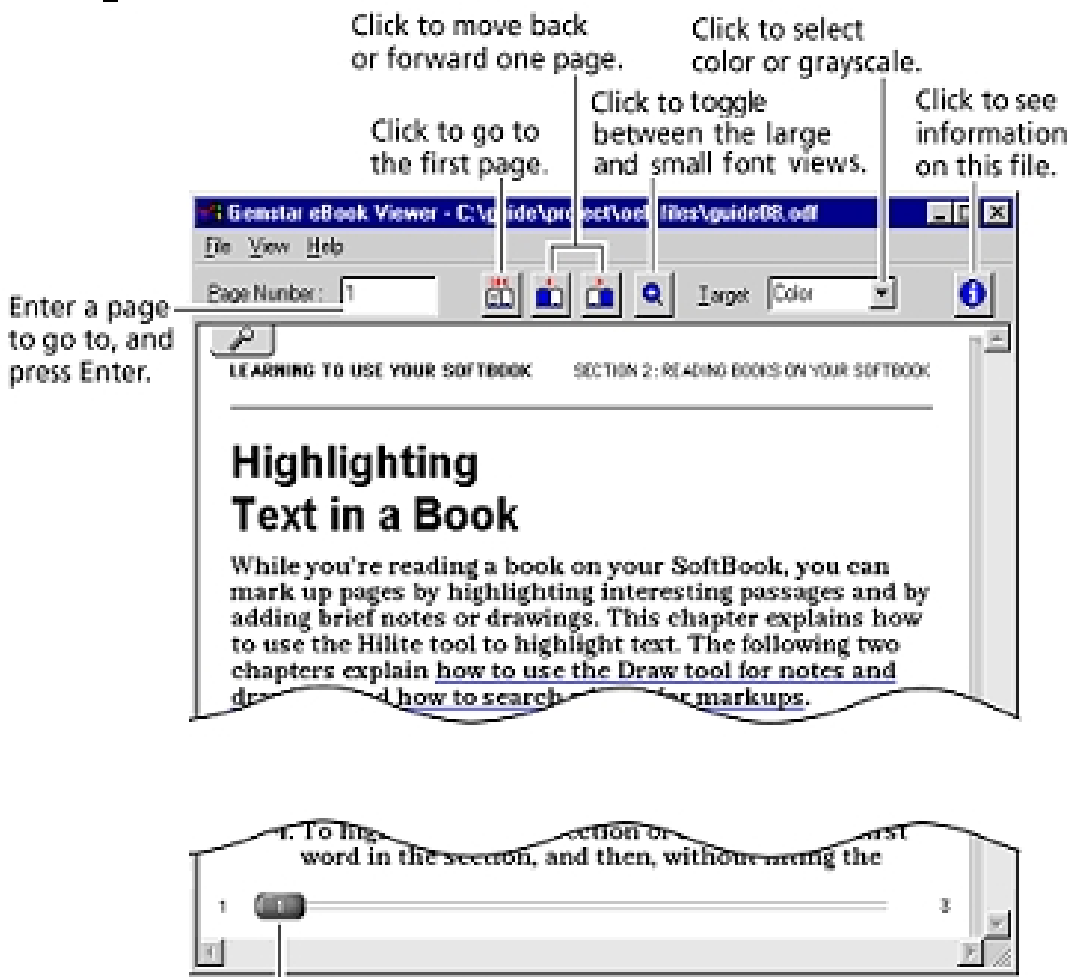 Click to move back
or forward one page.
Click to select
color or grayscale.
Click to go to
the first page.
Click to toggle
between the large
and small font views.
Click to see
information
on this file.
Gemstar eBook Viewer - C:\guide\project\oeb files\guide08.odf
File View Help
Enter a page
to go to, and
press Enter.
Page Number: 1
Target Color
LEARNING TO USE YOUR SOFTBOOK SECTION 2: READING BOOKS ON YOUR SOFTBOOK
Highlighting
Text in a Book
While you're reading a book on your SoftBook, you can
mark up pages by highlighting interesting passages and by
adding brief notes or drawings. This chapter explains how
to use the Hilite tool to highlight text. The following two
chapters explain how to use the Draw tool for notes and
how to search markups.
To
word in the section, and then, without the
1 1 3